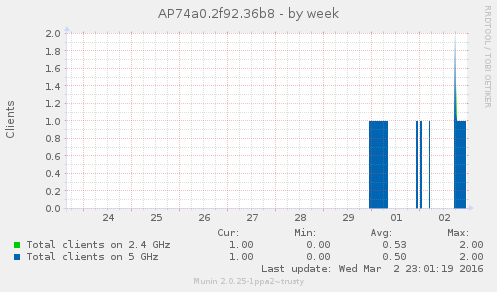 AP74a0.2f92.36b8 - by week
RRDTOOL / TOBI OETIKER
Clients
2.0
1.8
1.6
1.4
1.2
1.0
0.8
0.6
0.4
0.2
0.0
24 25 26 27 28 29 01 02
Cur: Min: Avg: Max:
Total clients on 2.4 GHz 1.00 0.00 0.53 2.00
Total clients on 5 GHz 1.00 0.00 0.50 2.00
Last update: Wed Mar 2 23:01:19 2016
Munin 2.0.25-1ppa2~trusty